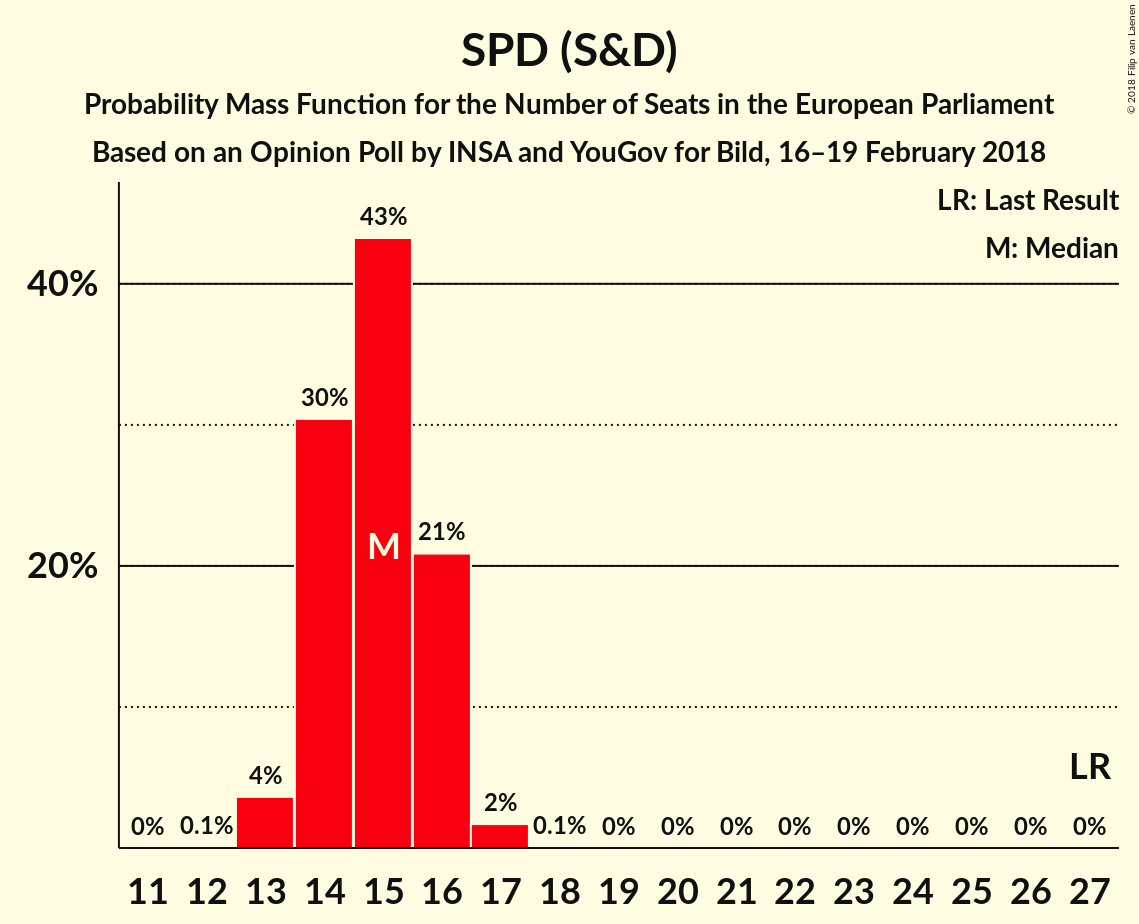 SPD (S&D)
Probability Mass Function for the Number of Seats in the European Parliament
Based on an Opinion Poll by INSA and YouGov for Bild, 16–19 February 2018
© 2018 Filip van Laenen
LR: Last Result
M: Median
40%
20%
0% 0.1% 4% 30% 43% 21% 2% 0.1% 0% 0% 0% 0% 0% 0% 0% 0% 0%
M
LR
11 12 13 14 15 16 17 18 19 20 21 22 23 24 25 26 27